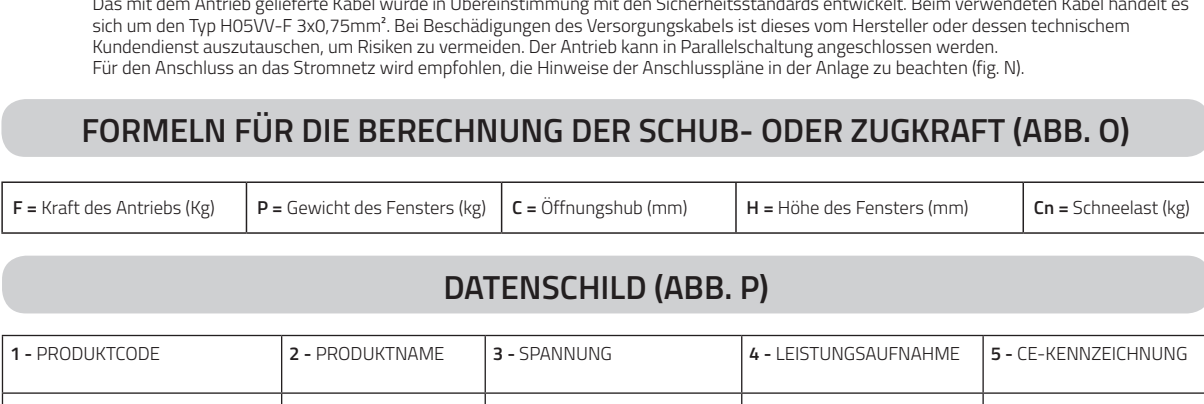 Das mit dem Antrieb gelieferte Kabel wurde in Übereinstimmung mit den Sicherheitsstandards entwickelt. Beim verwendeten Kabel handelt es
sich um den Typ H05VV-F 3x0,75mm². Bei Beschädigungen des Versorgungskabels ist dieses vom Hersteller oder dessen technischem
Kundendienst auszutauschen, um Risiken zu vermeiden. Der Antrieb kann in Parallelschaltung angeschlossen werden.
Für den Anschluss an das Stromnetz wird empfohlen, die Hinweise der Anschlusspläne in der Anlage zu beachten (fig. N).
FORMELN FÜR DIE BERECHNUNG DER SCHUB- ODER ZUGKRAFT (ABB. O)
F = Kraft des Antriebs (Kg) P = Gewicht des Fensters (kg) C = Öffnungshub (mm) H = Höhe des Fensters (mm) Cn = Schneelast (kg)
DATENSCHILD (ABB. P)
1 - PRODUKTCODE 2 - PRODUKTNAME 3 - SPANNUNG 4 - LEISTUNGSAUFNAHME 5 - CE-KENNZEICHNUNG